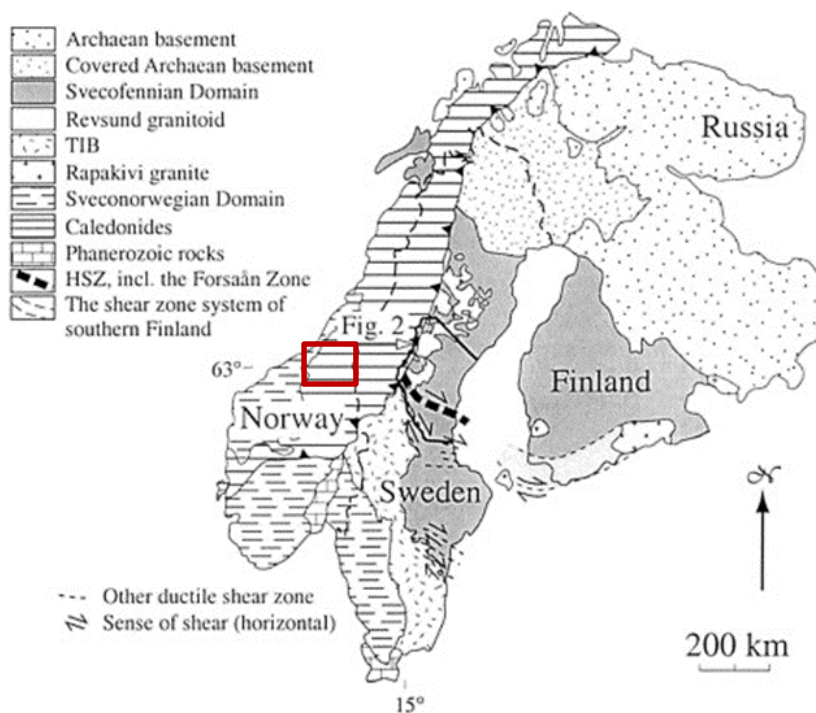 Archaean basement
Covered Archaean basement
Svecofennian Domain
Revsund granitoid
TIB
Rapakivi granite
Sveconorwegian Domain
Caledonides
Phanerozoic rocks
HSZ, incl. the Forsaån Zone
The shear zone system of
southern Finland
Russia
Fig. 2
63°
Finland
Norway
Sweden
Other ductile shear zone
Sense of shear (horizontal)
200 km
15°